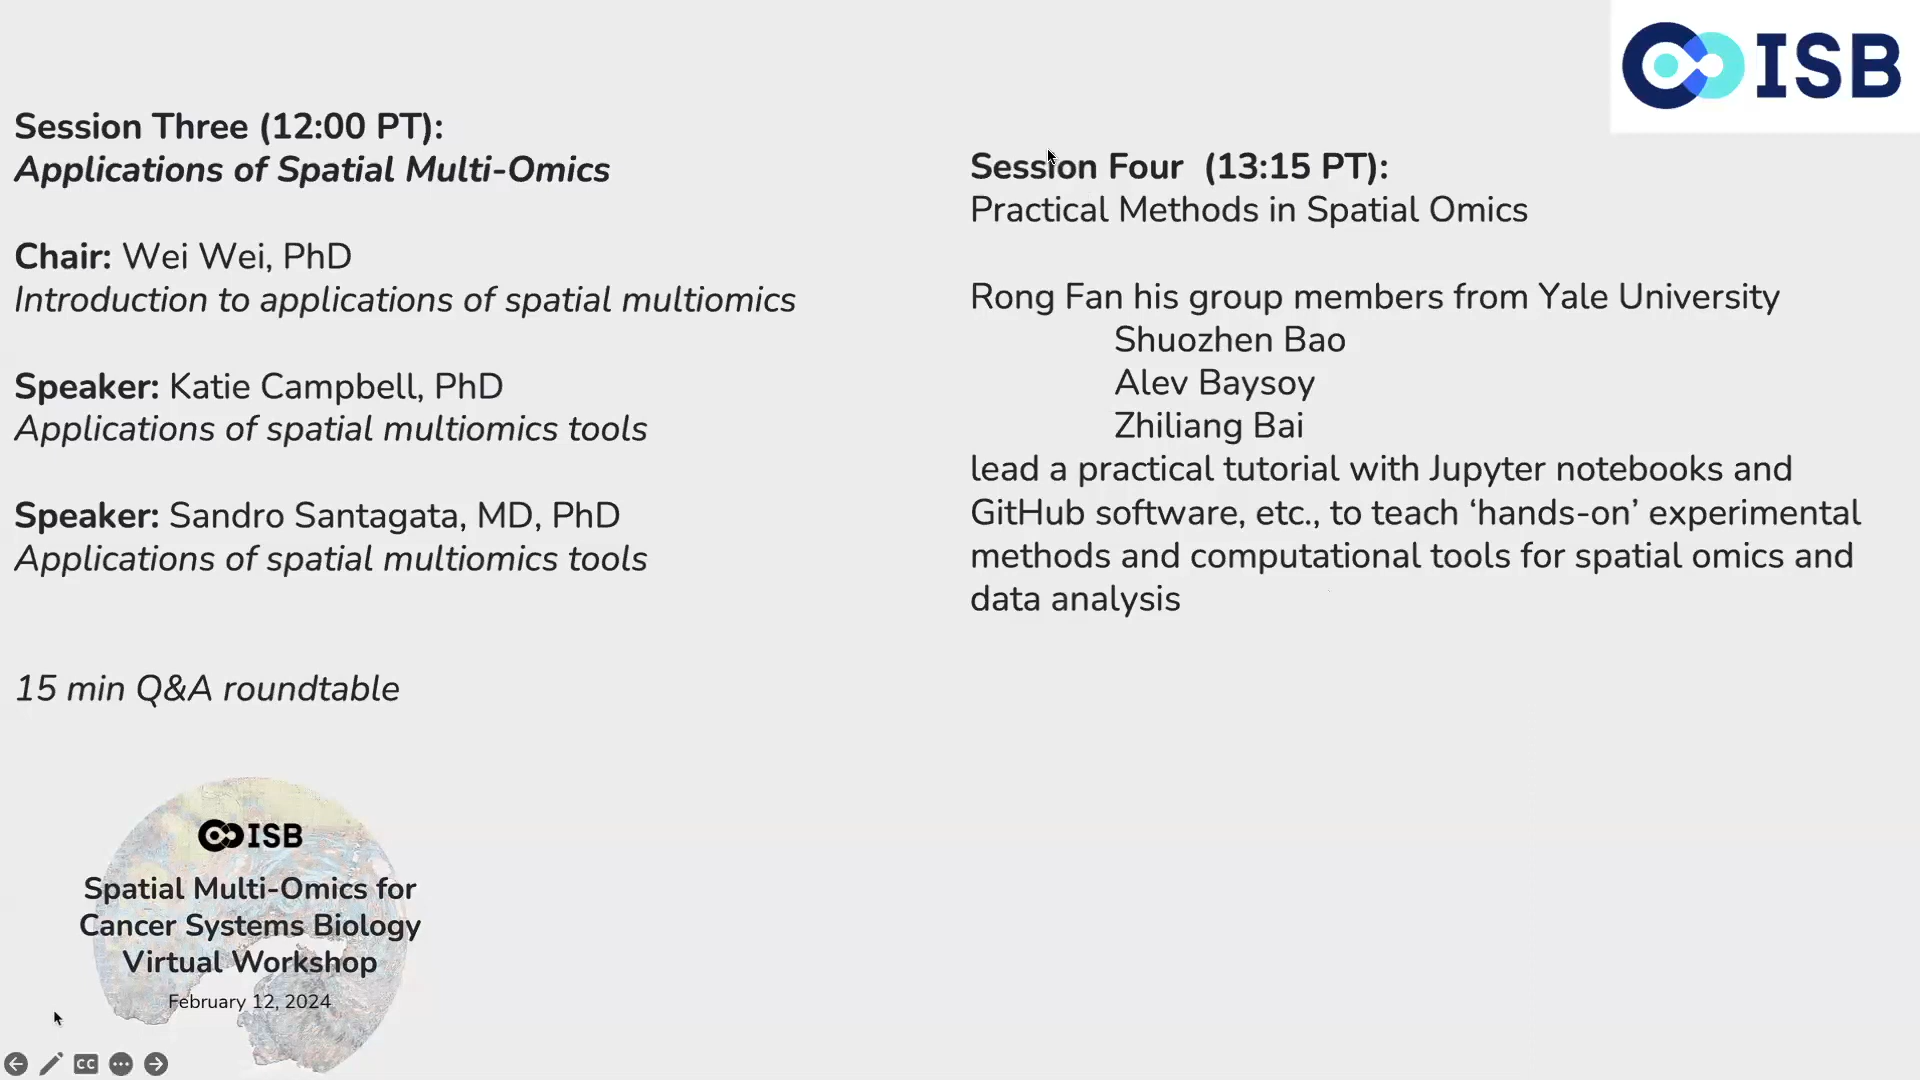 Session Three (12:00 PT):
Applications of Spatial Multi-Omics
Chair: Wei Wei, PhD
Introduction to applications of spatial multiomics
Speaker: Katie Campbell, PhD
Applications of spatial multiomics tools
Speaker: Sandro Santagata, MD, PhD
Applications of spatial multiomics tools
15 min Q&A roundtable
ISB
Session Four (13:15 PT):
Practical Methods in Spatial Omics
Rong Fan his group members from Yale University
Shuozhen Bao
Alev Baysoy
Zhiliang Bai
lead a practical tutorial with Jupyter notebooks and
GitHub software, etc., to teach ‘hands-on’ experimental
methods and computational tools for spatial omics and
data analysis
ISB
Spatial Multi-Omics for
Cancer Systems Biology
Virtual Workshop
February 12, 2024
CC